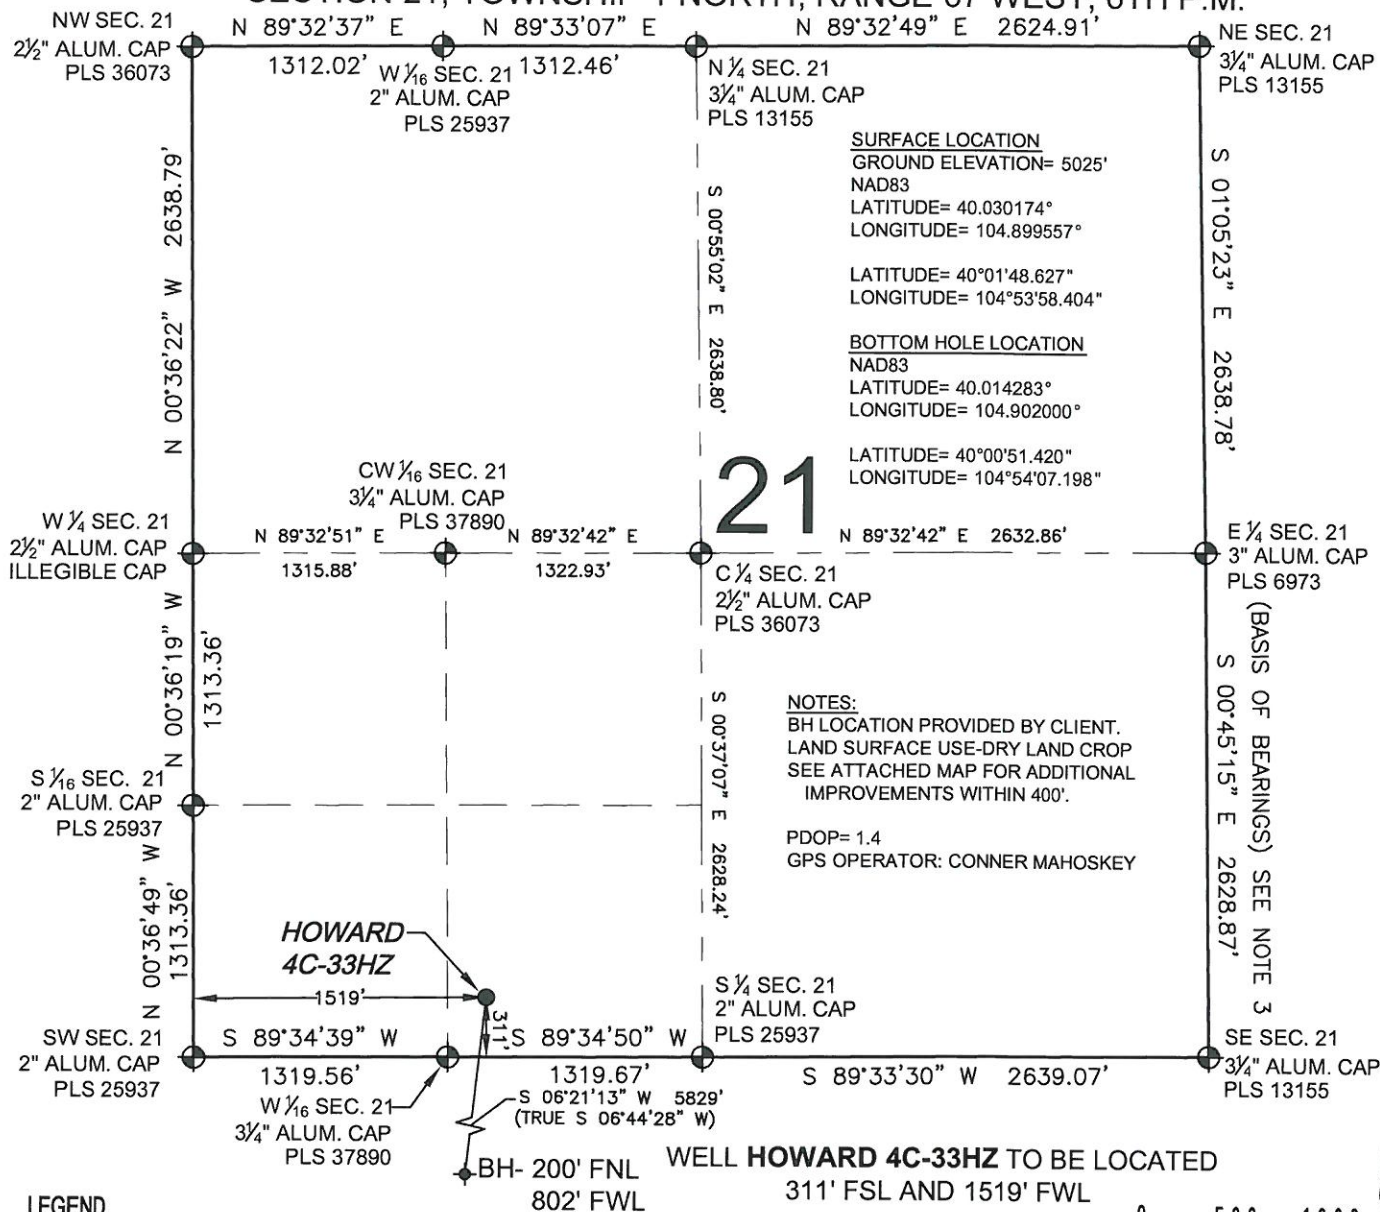 N 89°32'37" E
N 89°33'07" E
N 89°32'49" E 2624.91'
NW SEC. 21
2½" ALUM. CAP
PLS 36073
1312.02'
W 1/16 SEC. 21
2" ALUM. CAP
PLS 25937
1312.46'
N ¼ SEC. 21
3¼" ALUM. CAP
PLS 13155
NE SEC. 21
3¼" ALUM. CAP
PLS 13155
SURFACE LOCATION
GROUND ELEVATION= 5025'
NAD83
LATITUDE= 40.030174°
LONGITUDE= 104.899557°
LATITUDE= 40°01'48.627"
LONGITUDE= 104°53'58.404"
BOTTOM HOLE LOCATION
NAD83
LATITUDE= 40.014283°
LONGITUDE= 104.902000°
LATITUDE= 40°00'51.420"
LONGITUDE= 104°54'07.198"
N 00°36'22" W 2638.79'
S 00°55'02" E 2638.80'
S 01°05'23" E 2638.78'
21
CW 1/16 SEC. 21
3¼" ALUM. CAP
PLS 37890
W ¼ SEC. 21
2½" ALUM. CAP
ILLEGIBLE CAP
N 89°32'51" E
1315.88'
N 89°32'42" E
1322.93'
N 89°32'42" E 2632.86'
C ¼ SEC. 21
2½" ALUM. CAP
PLS 36073
E ¼ SEC. 21
3" ALUM. CAP
PLS 6973
N 00°36'19" W
1313.36'
S 00°37'07" E 2628.24'
S 00°45'15" E 2628.87'
(BASIS OF BEARINGS) SEE NOTE 3
NOTES:
BH LOCATION PROVIDED BY CLIENT.
LAND SURFACE USE-DRY LAND CROP
SEE ATTACHED MAP FOR ADDITIONAL
IMPROVEMENTS WITHIN 400'.
PDOP= 1.4
GPS OPERATOR: CONNER MAHOSKEY
S 1/16 SEC. 21
2" ALUM. CAP
PLS 25937
N 00°36'49" W
1313.36'
HOWARD
4C-33HZ
1519'
311'
SW SEC. 21
2" ALUM. CAP
PLS 25937
S 89°34'39" W
1319.56'
S 89°34'50" W
1319.67'
S ¼ SEC. 21
2" ALUM. CAP
PLS 25937
S 89°33'30" W 2639.07'
SE SEC. 21
3¼" ALUM. CAP
PLS 13155
W 1/16 SEC. 21
3¼" ALUM. CAP
PLS 37890
S 06°21'13" W 5829'
(TRUE S 06°44'28" W)
BH- 200' FNL
802' FWL
WELL HOWARD 4C-33HZ TO BE LOCATED
311' FSL AND 1519' FWL
LEGEND